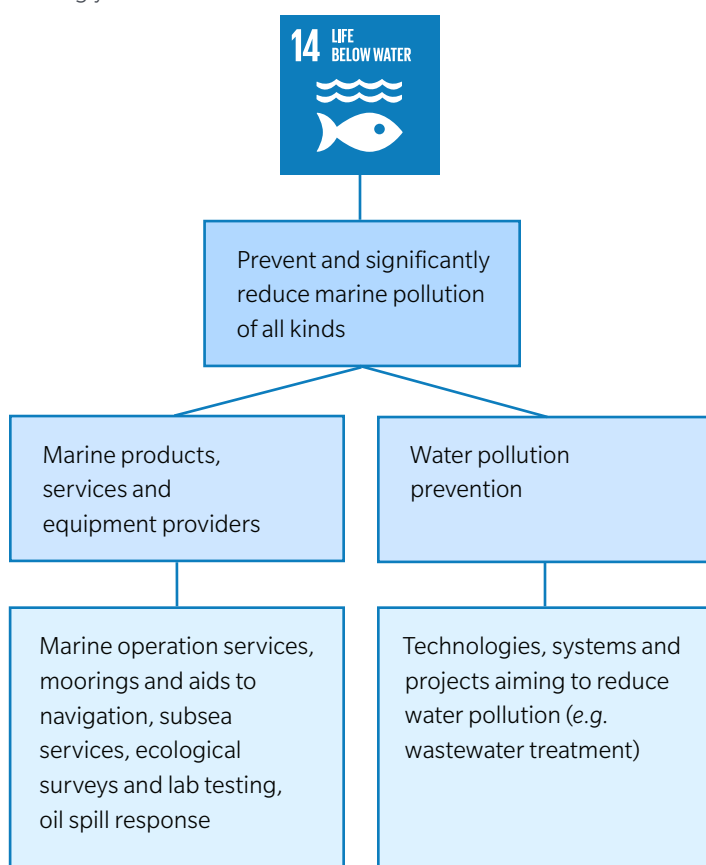 14 LIFE
BELOW WATER
Prevent and significantly
reduce marine pollution
of all kinds
Marine products,
services and
equipment providers
Water pollution
prevention
Marine operation services,
moorings and aids to
navigation, subsea
services, ecological
surveys and lab testing,
oil spill response
Technologies, systems and
projects aiming to reduce
water pollution (e.g.
wastewater treatment)